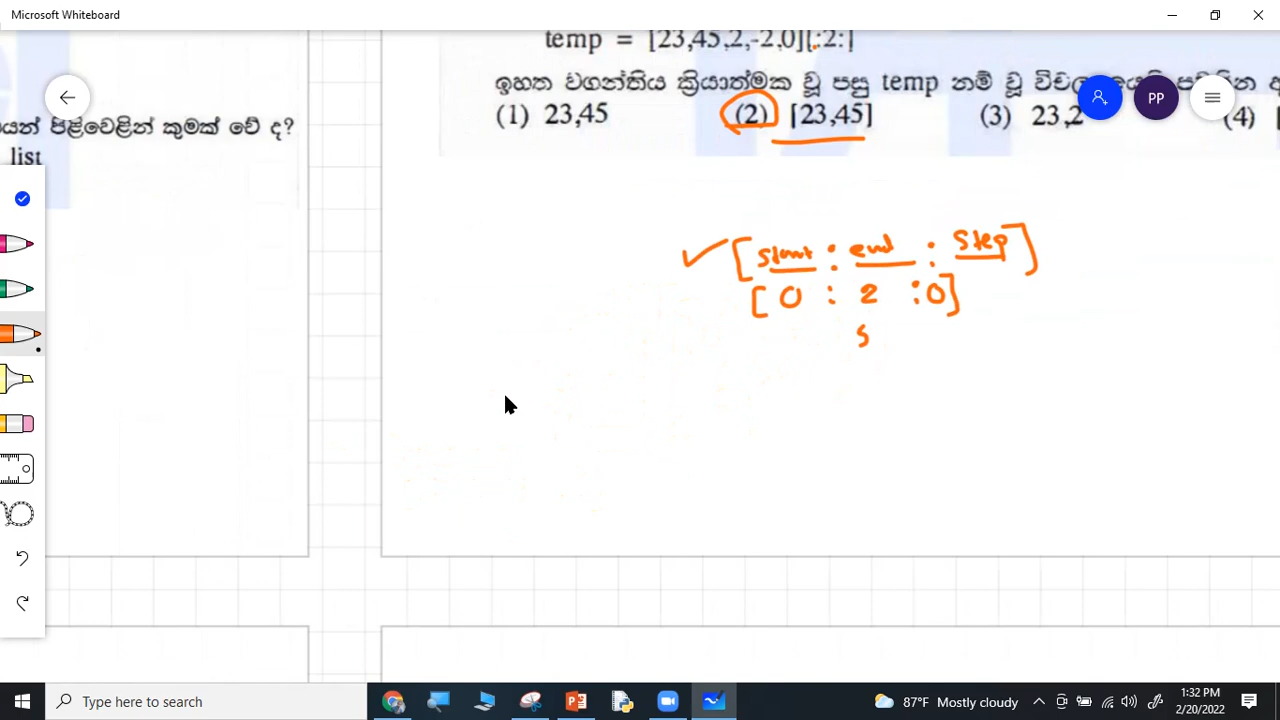 Microsoft Whiteboard
temp = [23,45,2,-2,0][:2:]
ඉහත වගන්තිය ක්‍රියාත්මක වූ පසු temp නම් වූ
PP
(1) 23,45 (2) [23,45] (3) 23,2 (4) [
යන් පිළිවෙළින් කුමක් වේ ද?
list
[start : end : step]
[0 : 2 : 0]
5
Type here to search
87°F Mostly cloudy
1:32 PM
2/20/2022